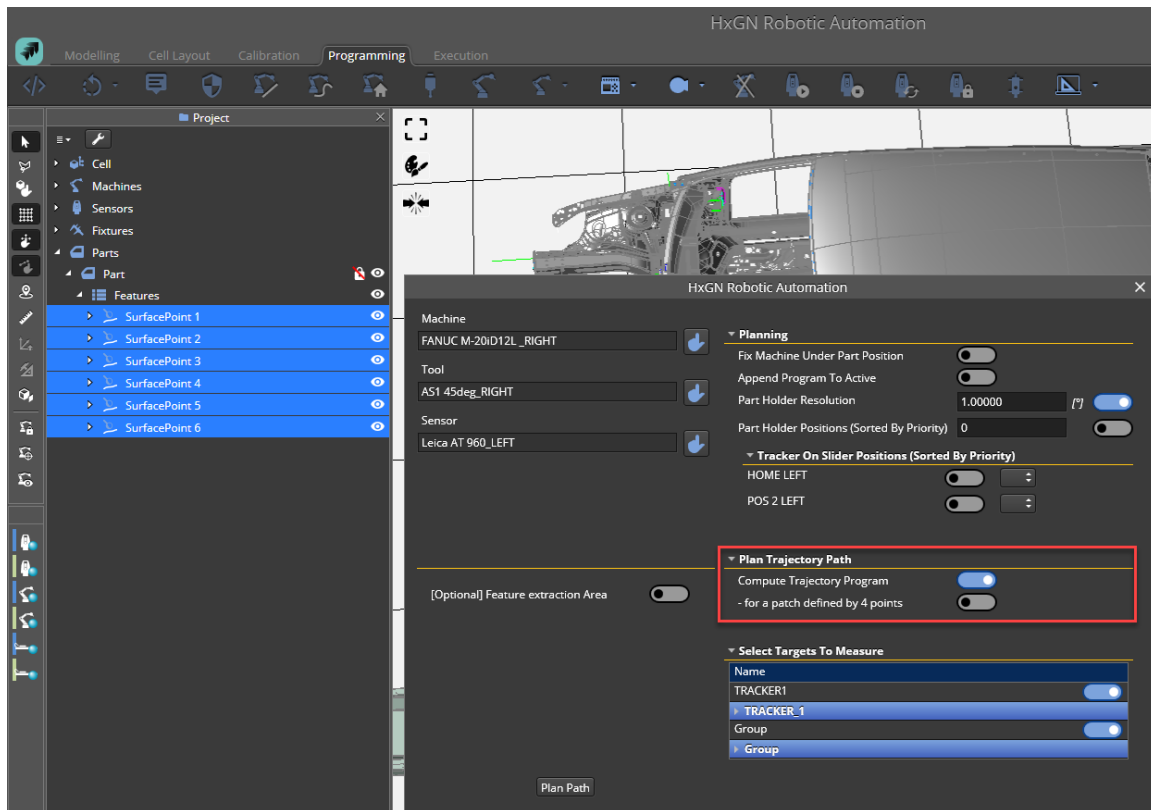 HxGN Robotic Automation
Modelling Cell Layout Calibration Programming Execution
Project
Cell
Machines
Sensors
Fixtures
Parts
Part
Features
SurfacePoint 1
SurfacePoint 2
SurfacePoint 3
SurfacePoint 4
SurfacePoint 5
SurfacePoint 6
HxGN Robotic Automation
Machine
FANUC M-20iD12L _RIGHT
Tool
AS1 45deg_RIGHT
Sensor
Leica AT 960_LEFT
[Optional] Feature extraction Area
Planning
Fix Machine Under Part Position
Append Program To Active
Part Holder Resolution 1.00000 [°]
Part Holder Positions (Sorted By Priority) 0
Tracker On Slider Positions (Sorted By Priority)
HOME LEFT
POS 2 LEFT
Plan Trajectory Path
Compute Trajectory Program
- for a patch defined by 4 points
Select Targets To Measure
Name
TRACKER1
TRACKER_1
Group
Group
Plan Path